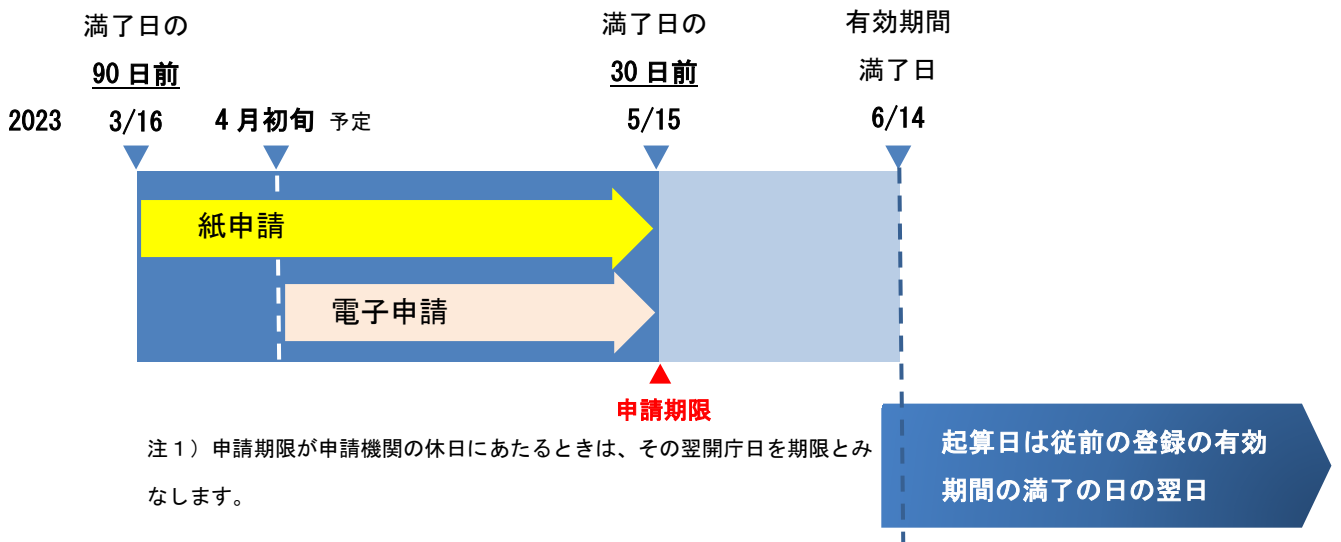 満了日の
90 日前
満了日の
30 日前
有効期間
満了日
2023 3/16 4 月初旬 予定 5/15 6/14
紙申請
電子申請
申請期限
注1）申請期限が申請機関の休日にあたるときは、その翌開庁日を期限とみ
なします。
起算日は従前の登録の有効
期間の満了の日の翌日